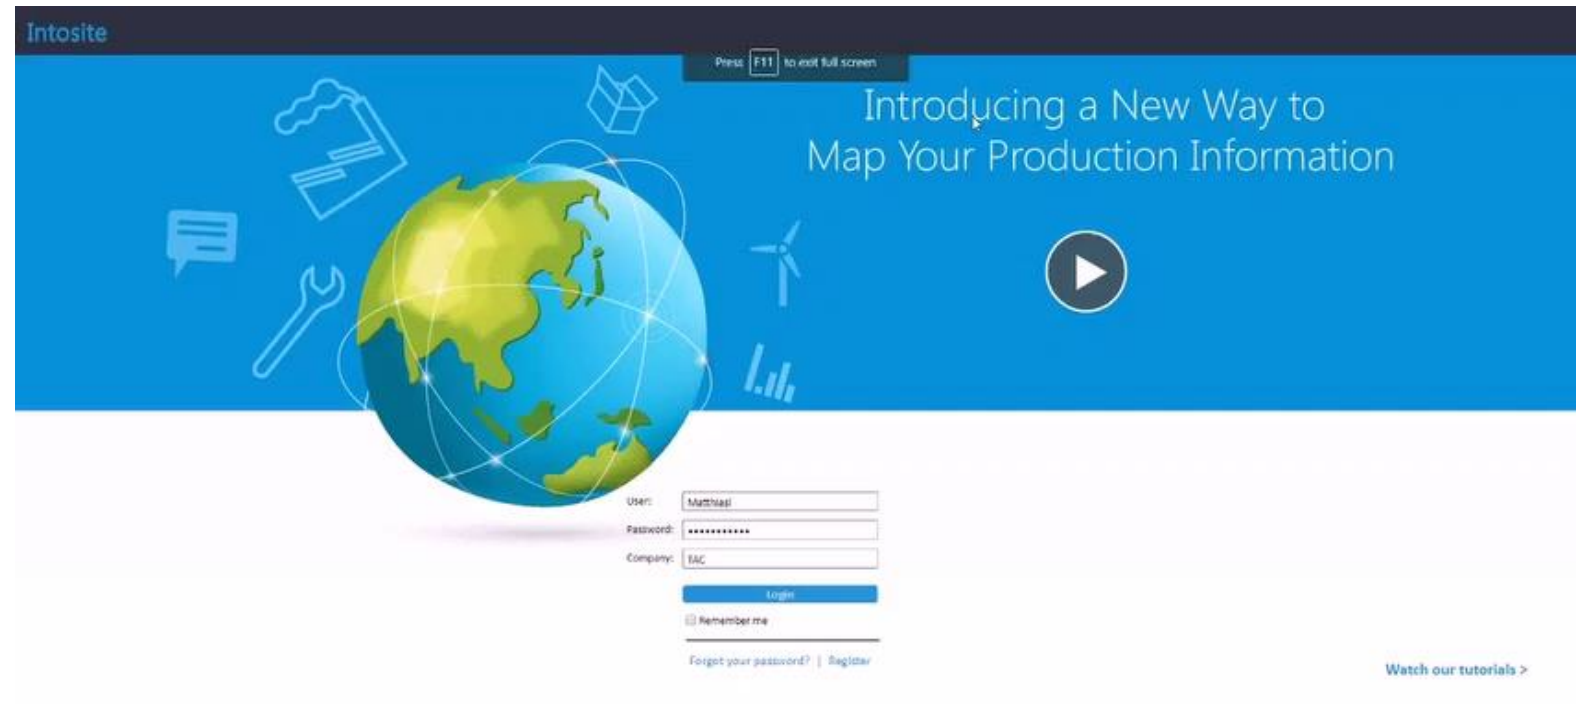 Intosite
Press F11 to exit full screen
Introducing a New Way to
Map Your Production Information
User: Matthiasl
Password: •••••••••••
Company: TAC
Login
Remember me
Forgot your password? | Register
Watch our tutorials >